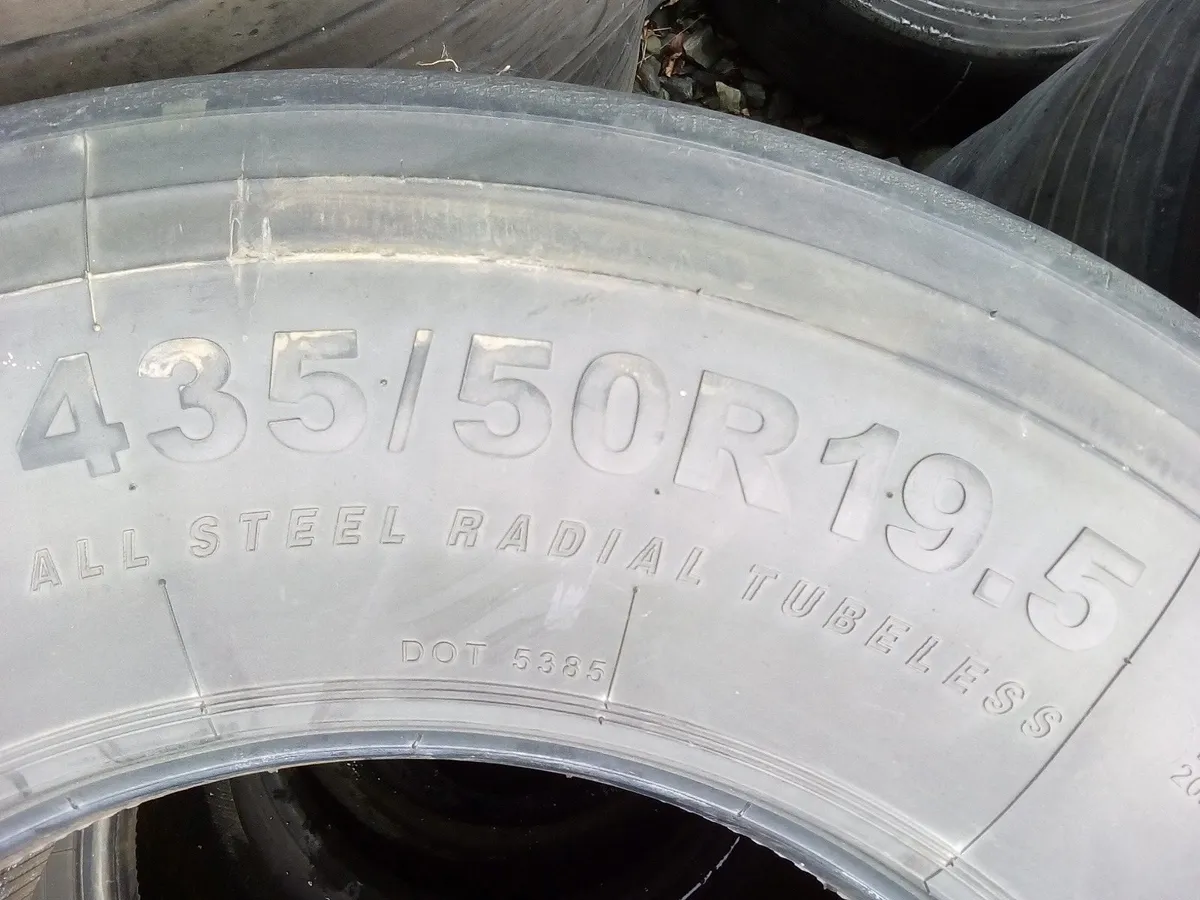 435/50R19.5
ALL STEEL RADIAL TUBELESS
DOT 5385